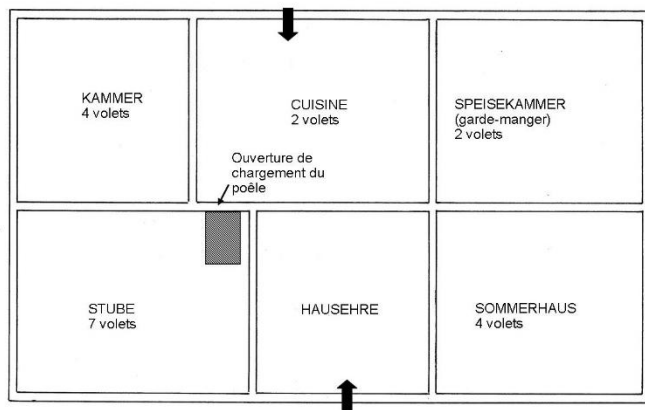 KAMMER
4 volets
CUISINE
2 volets
SPEISEKAMMER
(garde-manger)
2 volets
Ouverture de
chargement du
poêle
STUBE
7 volets
HAUSEHRE
SOMMERHAUS
4 volets